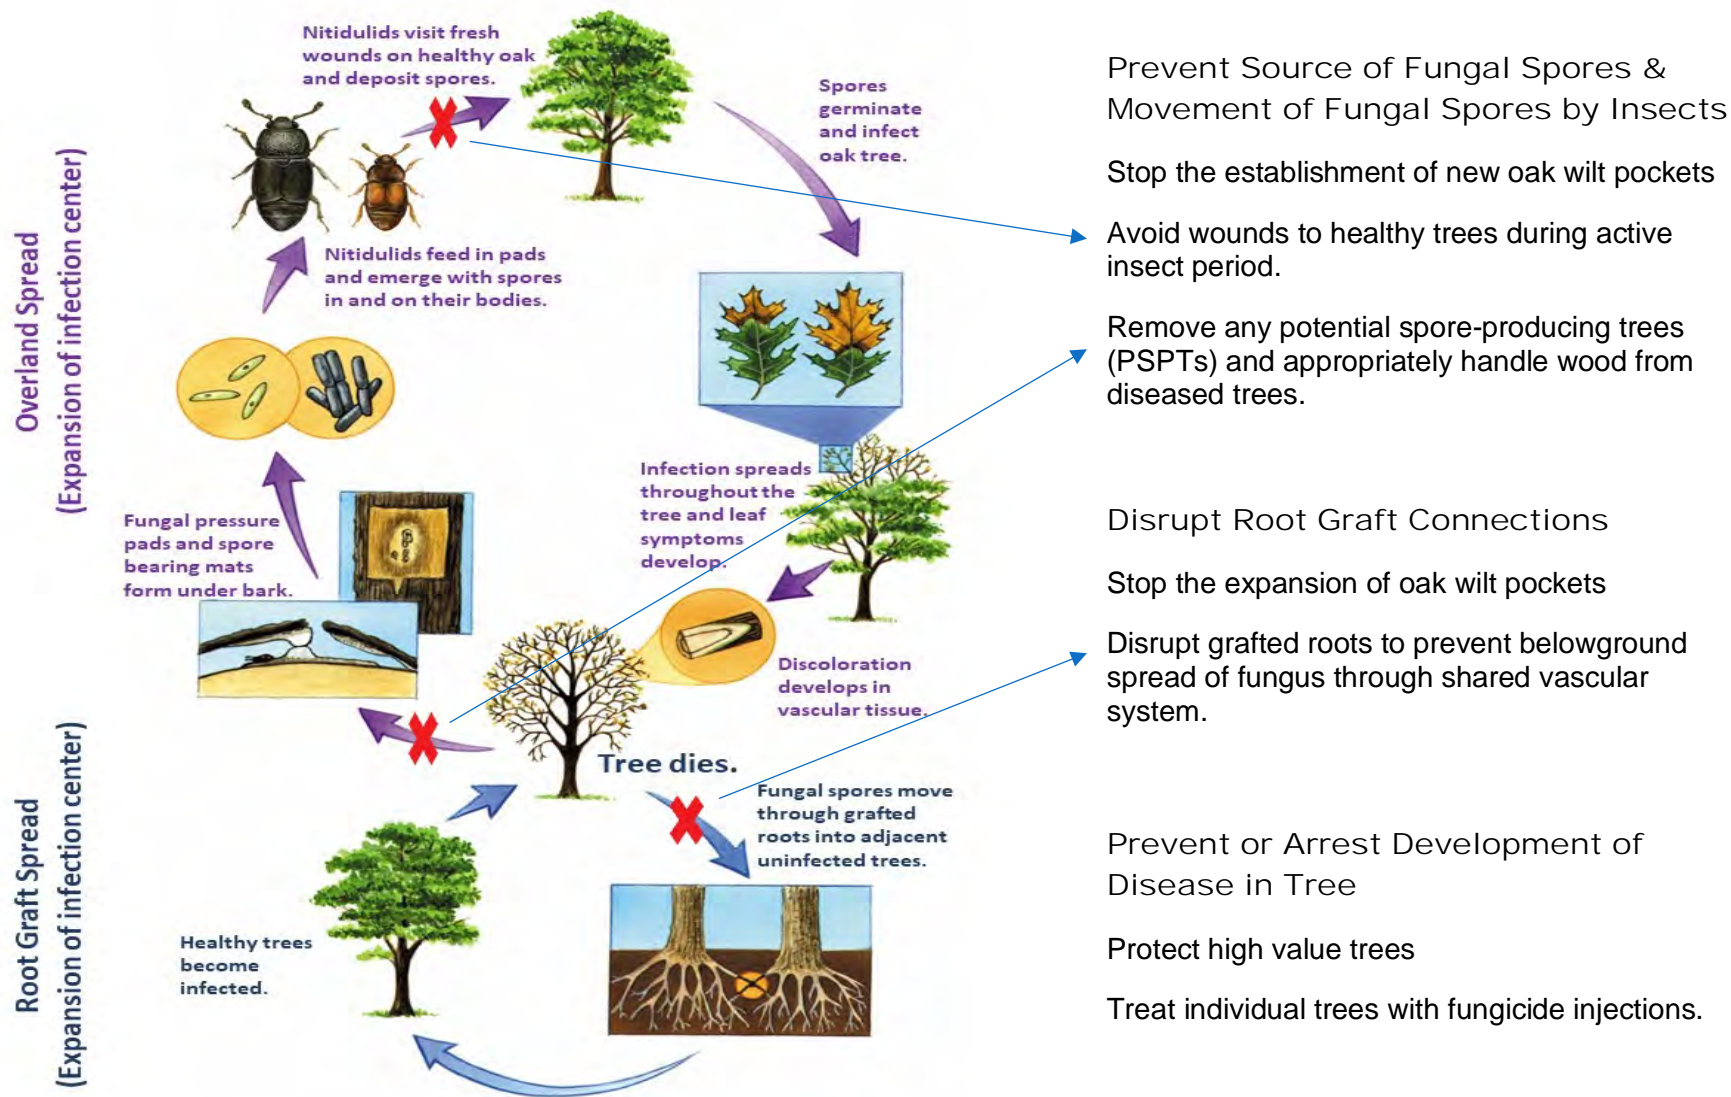 Overland Spread
(Expansion of infection center)
Root Graft Spread
(Expansion of infection center)
Nitidulids visit fresh
wounds on healthy oak
and deposit spores.
Spores
germinate
and infect
oak tree.
Nitidulids feed in pads
and emerge with spores
in and on their bodies.
Infection spreads
throughout the
tree and leaf
symptoms
develop.
Fungal pressure
pads and spore
bearing mats
form under bark.
Discoloration
develops in
vascular tissue.
Tree dies.
Fungal spores move
through grafted
roots into adjacent
uninfected trees.
Healthy trees
become
infected.
Prevent Source of Fungal Spores &
Movement of Fungal Spores by Insects
Stop the establishment of new oak wilt pockets
Avoid wounds to healthy trees during active
insect period.
Remove any potential spore-producing trees
(PSPTs) and appropriately handle wood from
diseased trees.
Disrupt Root Graft Connections
Stop the expansion of oak wilt pockets
Disrupt grafted roots to prevent belowground
spread of fungus through shared vascular
system.
Prevent or Arrest Development of
Disease in Tree
Protect high value trees
Treat individual trees with fungicide injections.